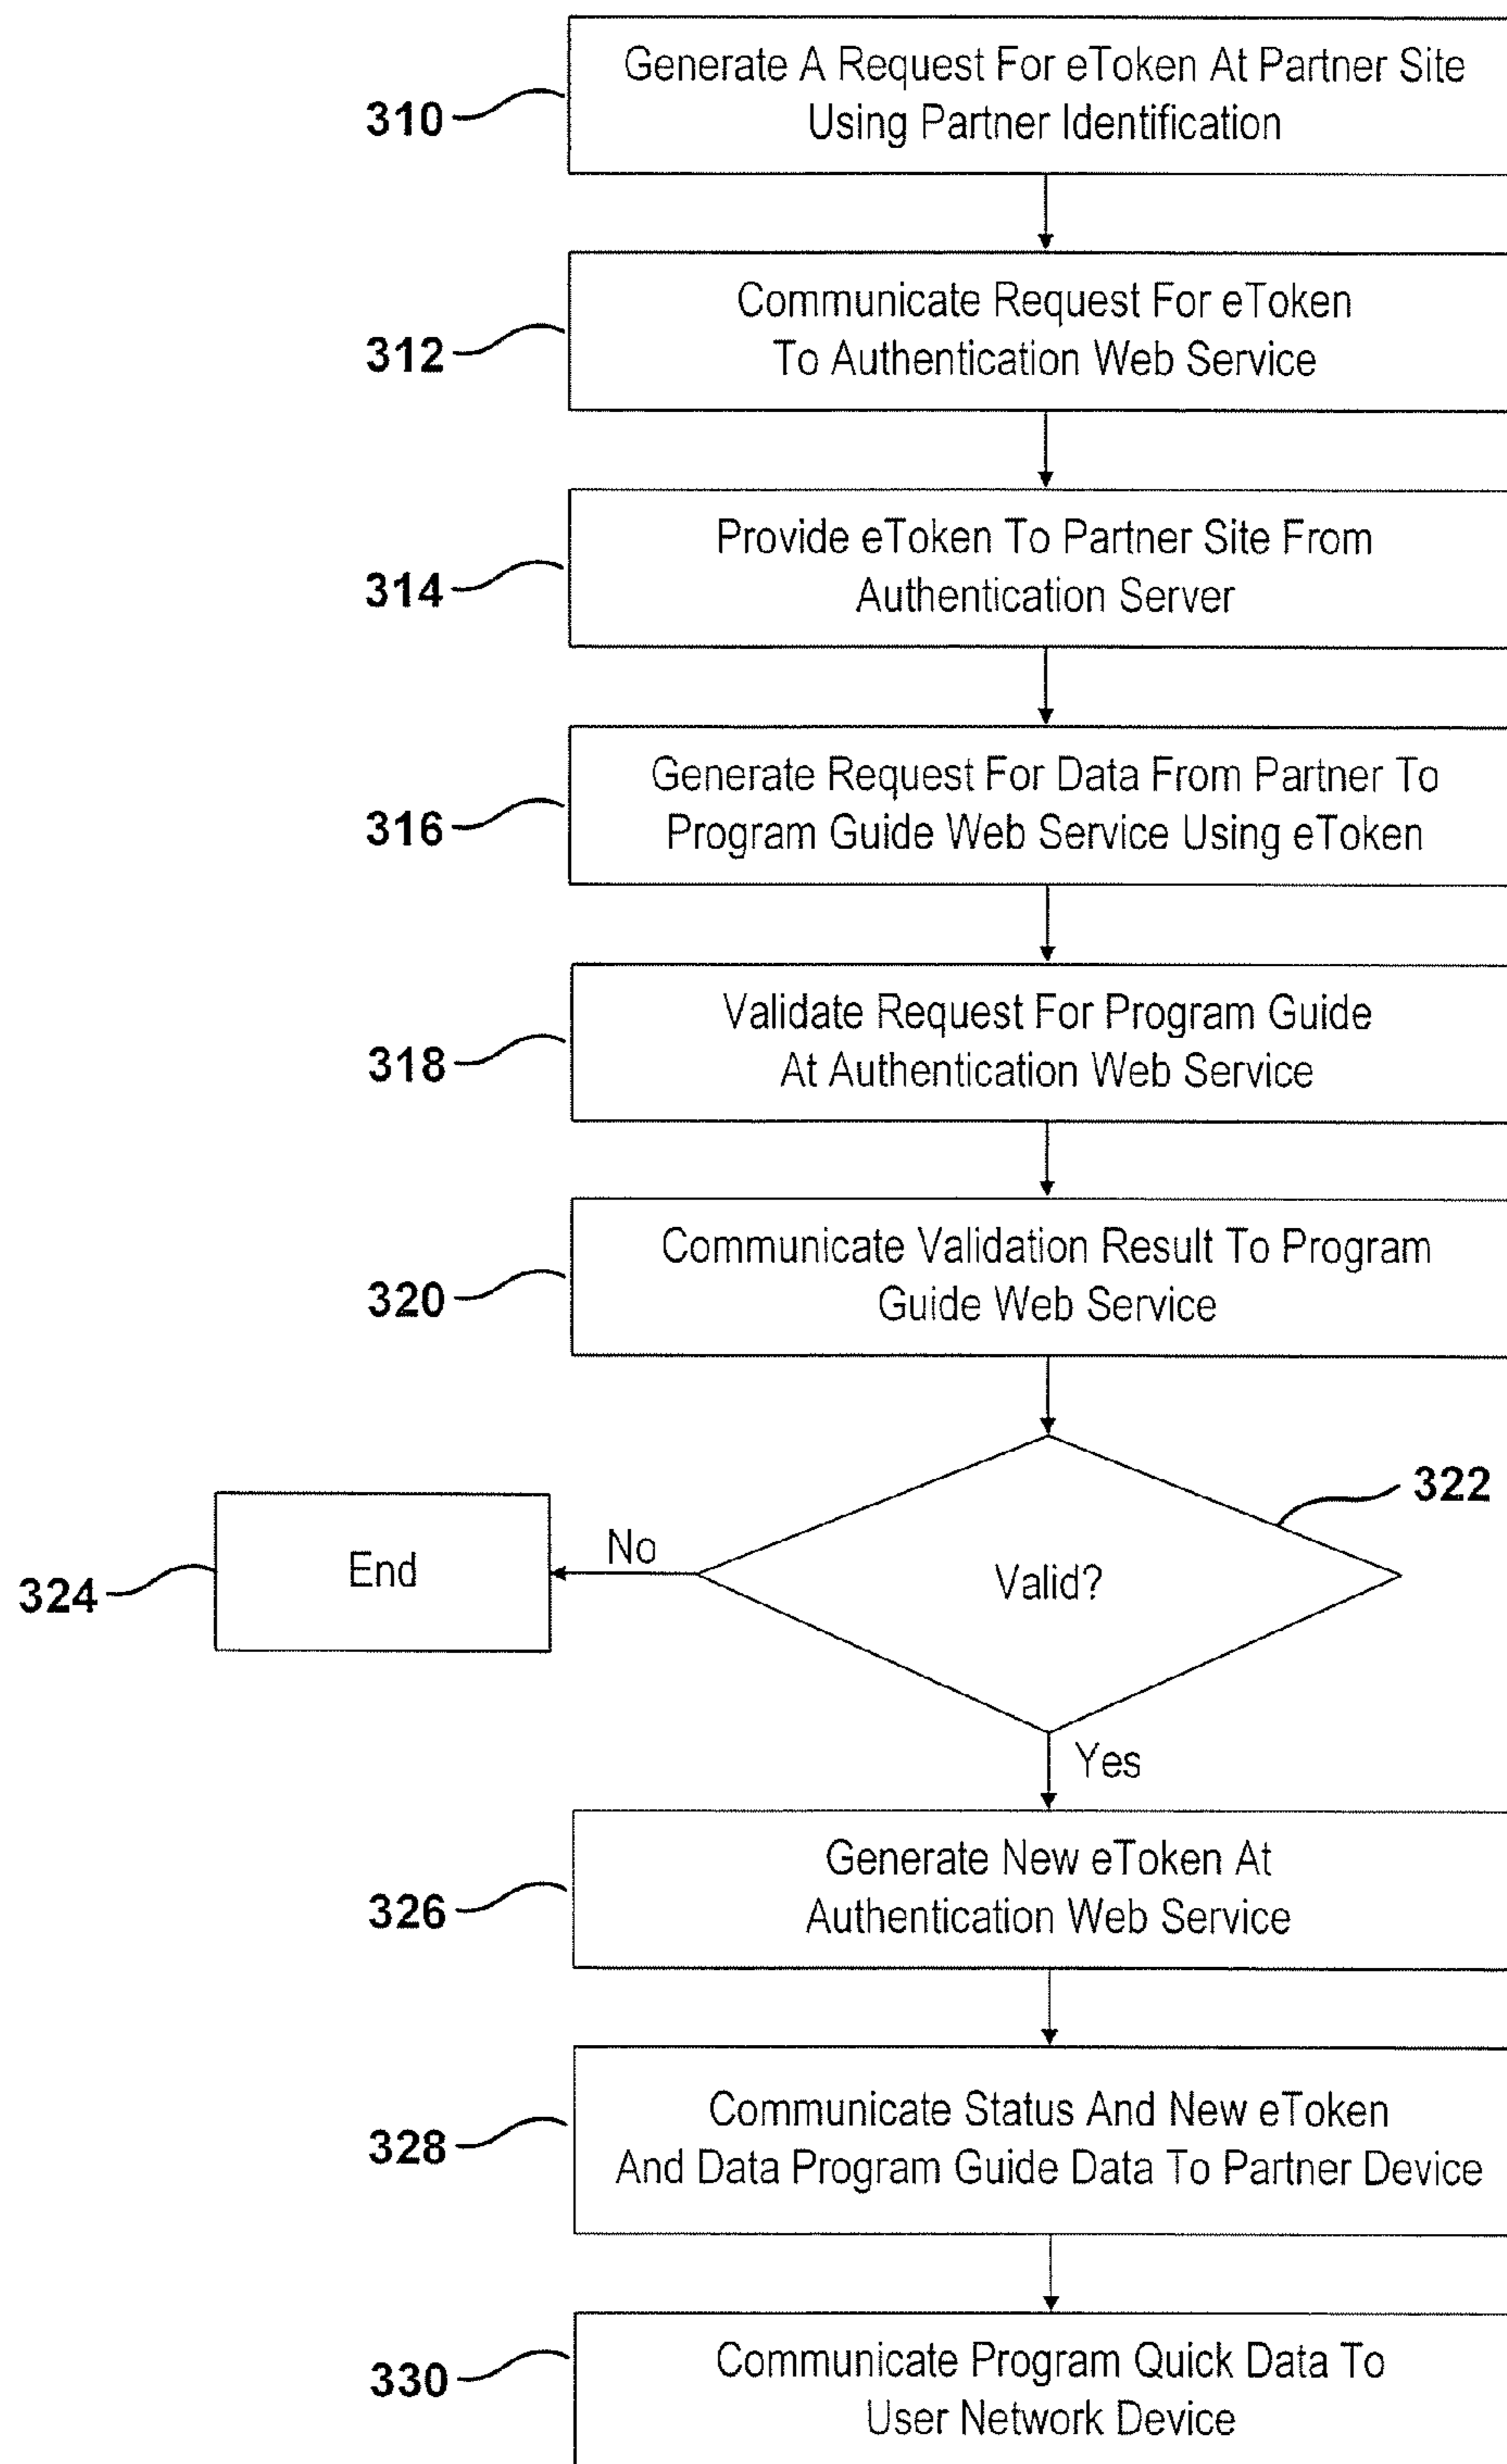 310
Generate A Request For eToken At Partner Site
Using Partner Identification
312
Communicate Request For eToken
To Authentication Web Service
314
Provide eToken To Partner Site From
Authentication Server
316
Generate Request For Data From Partner To
Program Guide Web Service Using eToken
318
Validate Request For Program Guide
At Authentication Web Service
320
Communicate Validation Result To Program
Guide Web Service
322
Valid?
No
324
End
Yes
326
Generate New eToken At
Authentication Web Service
328
Communicate Status And New eToken
And Data Program Guide Data To Partner Device
330
Communicate Program Quick Data To
User Network Device